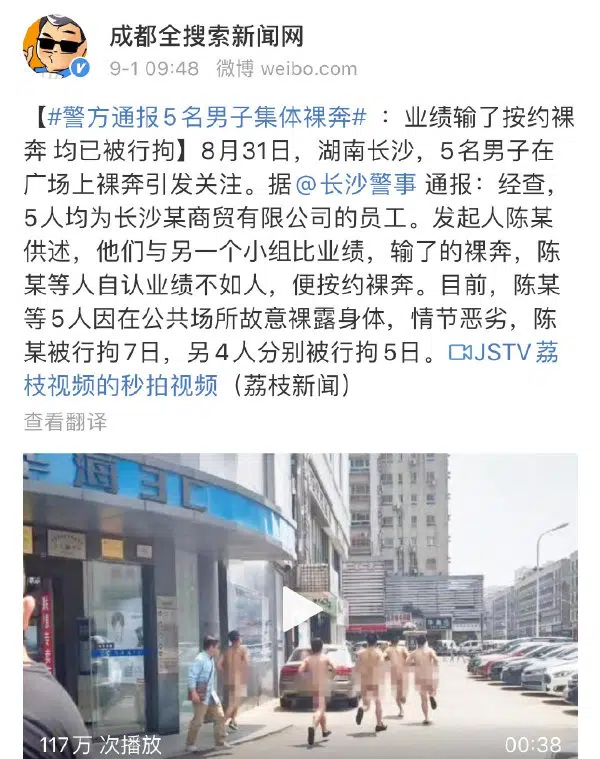 成都全搜索新闻网
9-1 09:48 微博 weibo.com
【#警方通报5名男子集体裸奔# ：业绩输了按约裸
奔 均已被行拘】8月31日，湖南长沙，5名男子在
广场上裸奔引发关注。据@长沙警事 通报：经查，
5人均为长沙某商贸有限公司的员工。发起人陈某
供述，他们与另一个小组比业绩，输了的裸奔，陈
某等人自认业绩不如人，便按约裸奔。目前，陈某
等5人因在公共场所故意裸露身体，情节恶劣，陈
某被行拘7日，另4人分别被行拘5日。JSTV荔
枝视频的秒拍视频（荔枝新闻）
查看翻译
117万 次播放
00:38